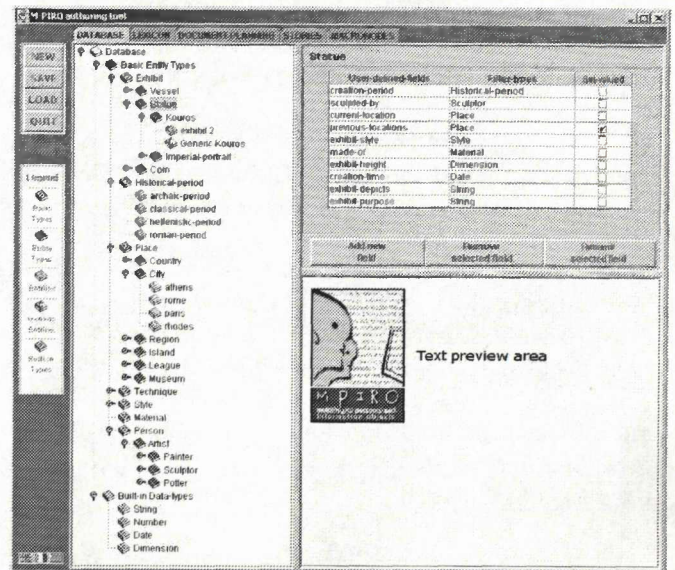 M-PIRO authoring tool
DATABASE LEXICON DOCUMENT PLANNING STORIES MACRONODES
NEW
SAVE
LOAD
QUIT
Legend
Basic
Types
Entity
Types
Entities
Generic
Entities
Built-in
Types
Database
Basic Entity Types
Exhibit
Vessel
Statue
Kouros
exhibit 2
Generic Kouros
Imperial-portrait
Coin
Historical-period
archaic-period
classical-period
hellenistic-period
roman-period
Place
Country
City
athens
rome
paris
rhodes
Region
Island
League
Museum
Technique
Style
Material
Person
Artist
Painter
Sculptor
Potter
Built-in Data-types
String
Number
Date
Dimension
Statue
User-defined-fields Filler-types Set-valued
creation-period Historical-period
sculpted-by Sculptor
current-location Place
previous-locations Place
exhibit-style Style
made-of Material
exhibit-height Dimension
creation-time Date
exhibit-depicts String
exhibit-purpose String
Add new
field
Rename
selected field
Remove
selected field
M PIRO
Text preview area